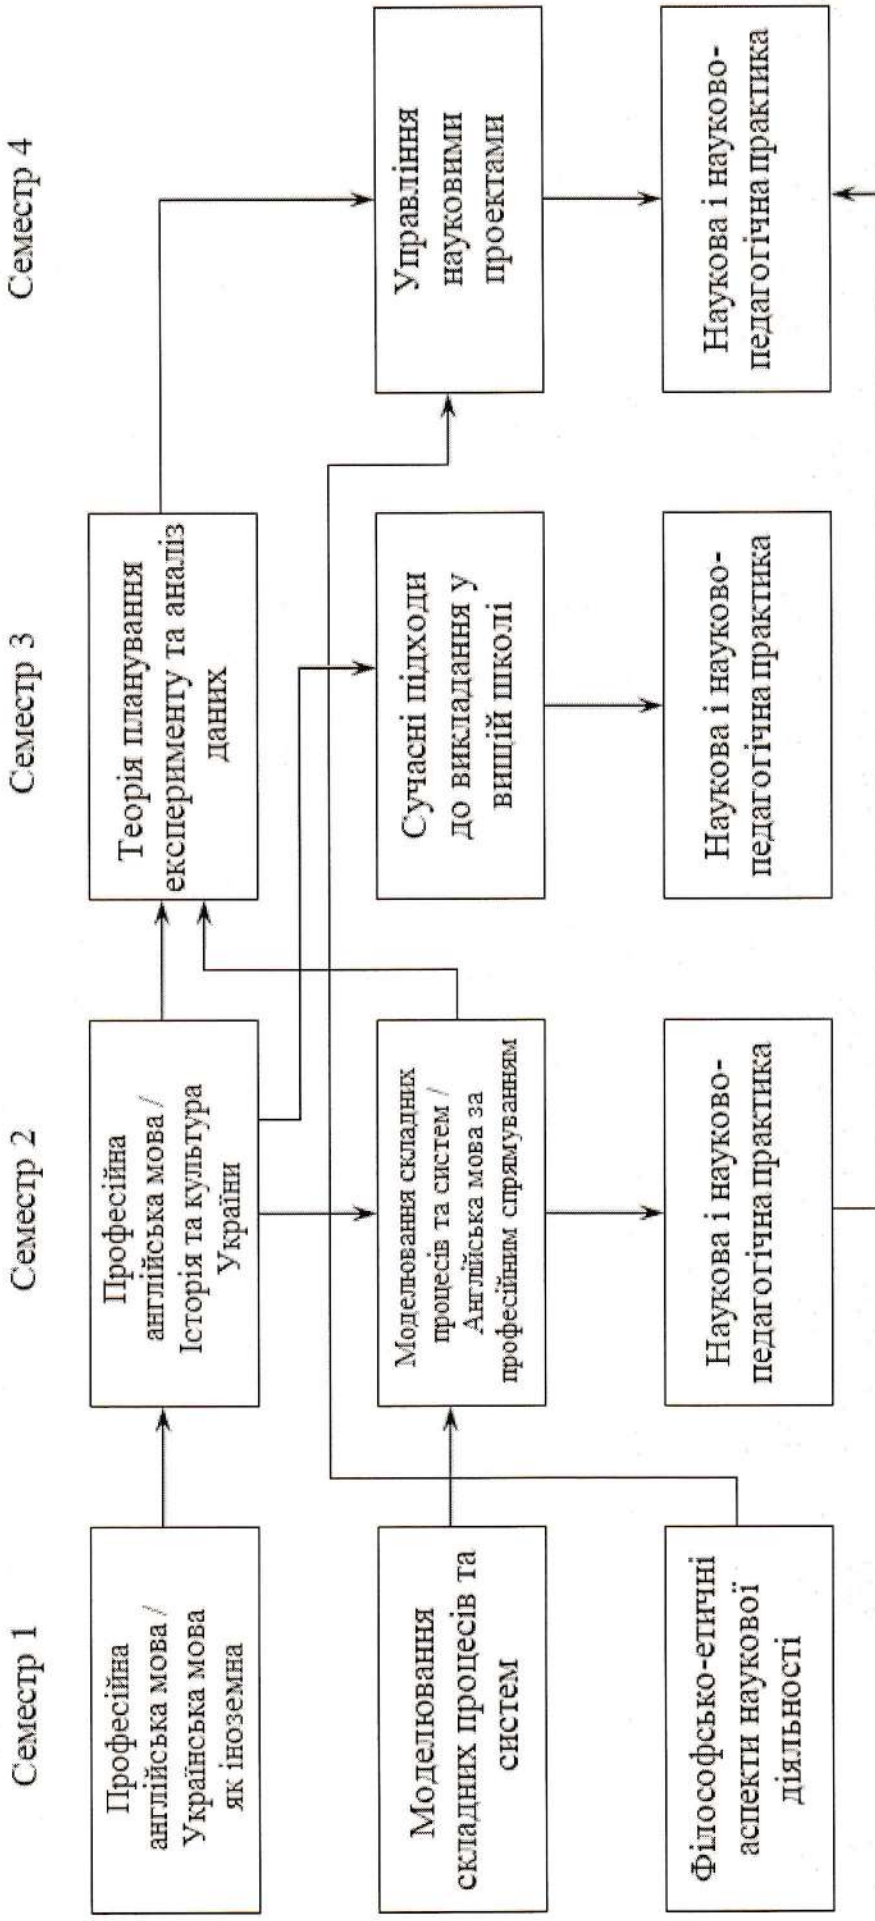 Семестр 1
Професійна
англійська мова /
Українська мова
як іноземна
Моделювання
складних процесів та
систем
Філософсько-етичні
аспекти наукової
діяльності
Семестр 2
Професійна
англійська мова /
Історія та культура
України
Моделювання складних
процесів та систем /
Англійська мова за
професійним спрямуванням
Наукова і науково-
педагогічна практика
Семестр 3
Теорія планування
експерименту та аналіз
даних
Сучасні підходи
до викладання у
вищій школі
Наукова і науково-
педагогічна практика
Семестр 4
Управління
науковими
проектами
Наукова і науково-
педагогічна практика